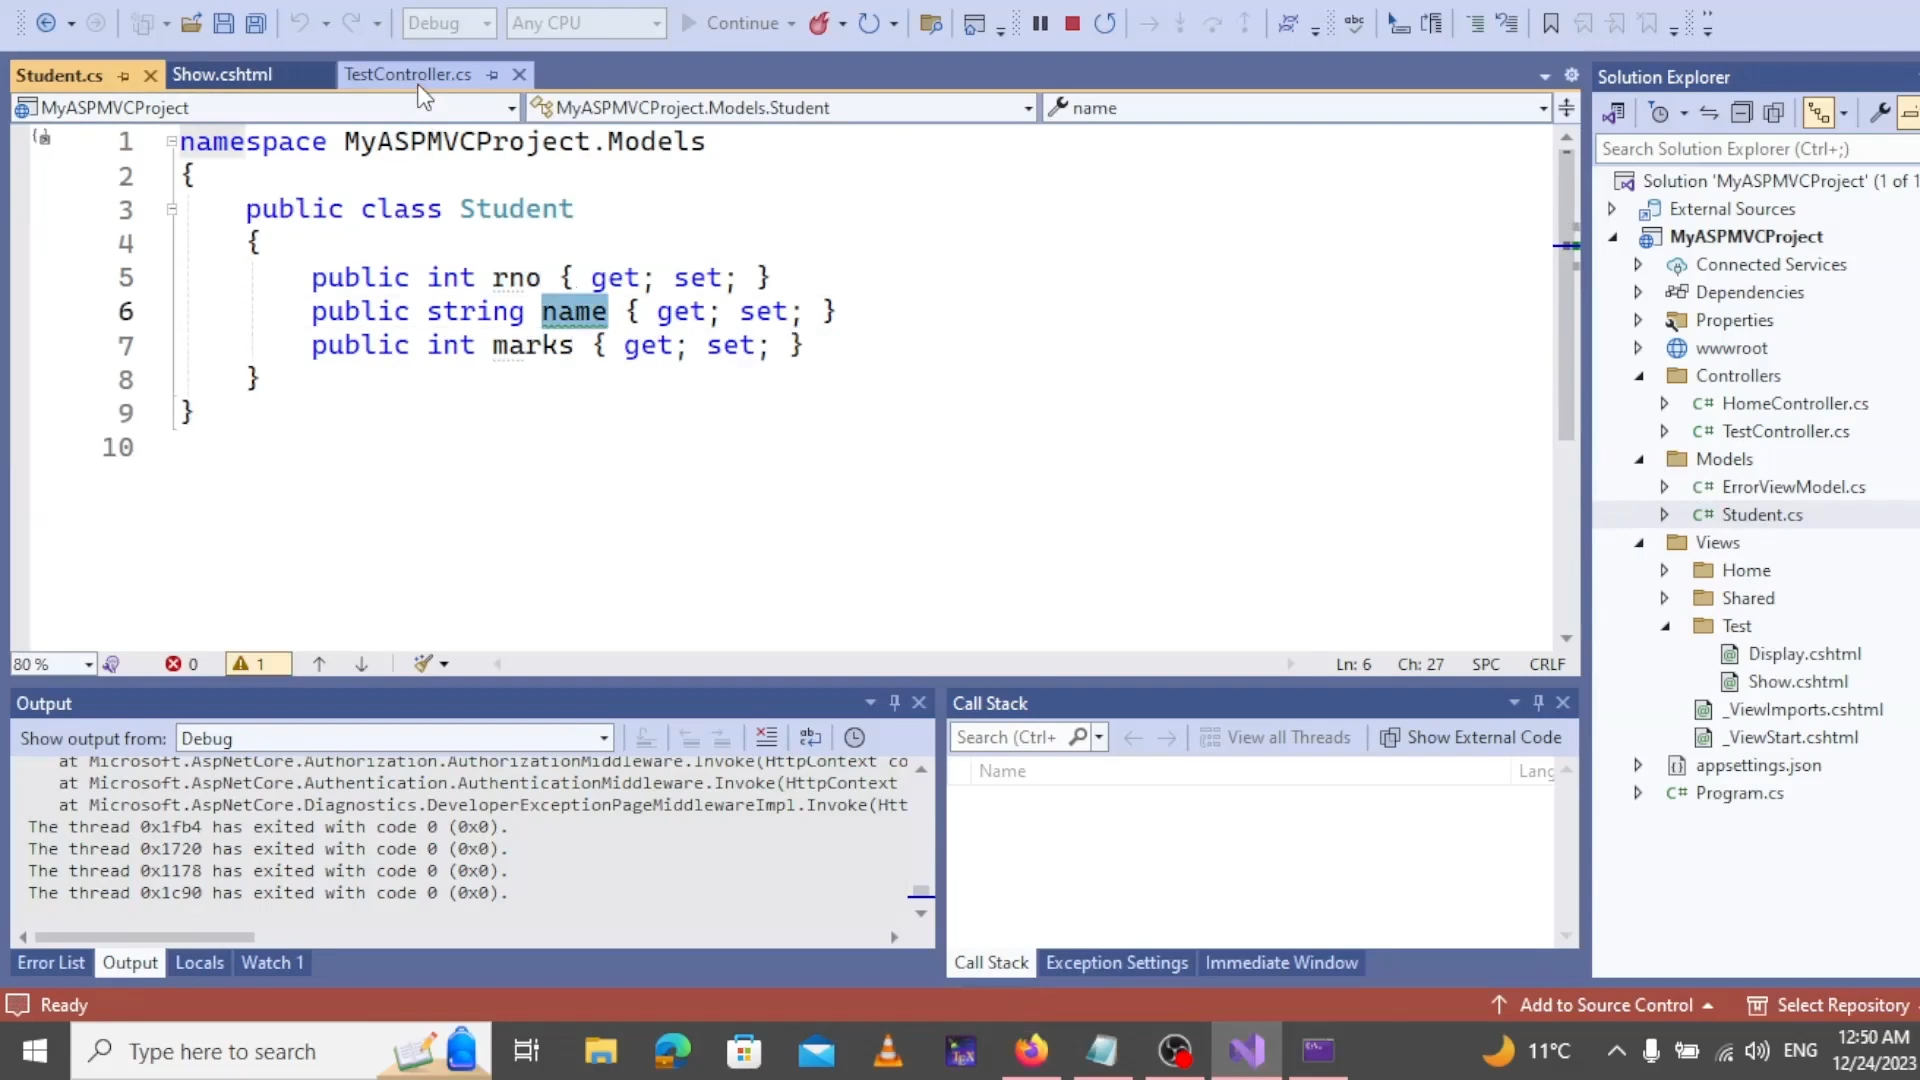 Debug Any CPU Continue
Student.cs Show.cshtml TestController.cs
MyASPMVCProject MyASPMVCProject.Models.Student name
1 namespace MyASPMVCProject.Models
2 {
3 public class Student
4 {
5 public int rno { get; set; }
6 public string name { get; set; }
7 public int marks { get; set; }
8 }
9 }
10
80 % 0 1 Ln: 6 Ch: 27 SPC CRLF
Output
Show output from: Debug
at Microsoft.AspNetCore.Authorization.AuthorizationMiddleware.Invoke(HttpContext co
at Microsoft.AspNetCore.Authentication.AuthenticationMiddleware.Invoke(HttpContext
at Microsoft.AspNetCore.Diagnostics.DeveloperExceptionPageMiddlewareImpl.Invoke(Htt
The thread 0x1fb4 has exited with code 0 (0x0).
The thread 0x1720 has exited with code 0 (0x0).
The thread 0x1178 has exited with code 0 (0x0).
The thread 0x1c90 has exited with code 0 (0x0).
Error List Output Locals Watch 1
Call Stack
Search (Ctrl+ View all Threads Show External Code
Name Lang
Call Stack Exception Settings Immediate Window
Solution Explorer
Search Solution Explorer (Ctrl+;)
Solution 'MyASPMVCProject' (1 of 1
External Sources
MyASPMVCProject
Connected Services
Dependencies
Properties
wwwroot
Controllers
C# HomeController.cs
C# TestController.cs
Models
C# ErrorViewModel.cs
C# Student.cs
Views
Home
Shared
Test
Display.cshtml
Show.cshtml
_ViewImports.cshtml
_ViewStart.cshtml
appsettings.json
C# Program.cs
Ready Add to Source Control Select Repository
Type here to search
11°C ENG
12:50 AM
12/24/2023